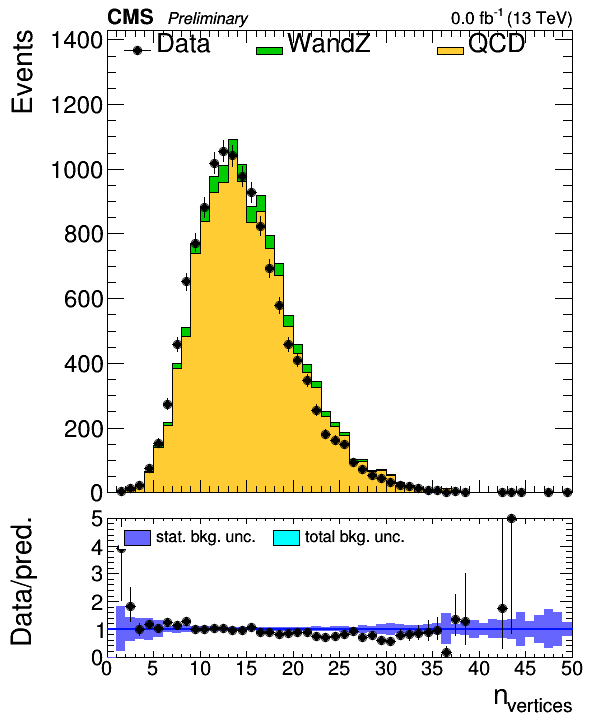 CMS Preliminary 0.0 fb-1 (13 TeV)
Events
Data WandZ QCD
1400
1200
1000
800
600
400
200
0
Data/pred.
stat. bkg. unc. total bkg. unc.
5
4
3
2
1
0
0 5 10 15 20 25 30 35 40 45 50
nvertices